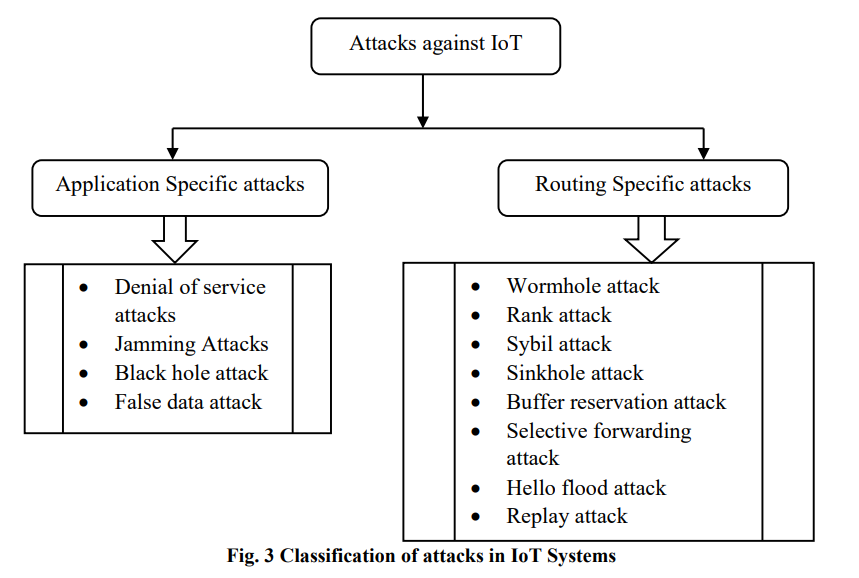 Attacks against IoT
Application Specific attacks
Routing Specific attacks
• Denial of service
attacks
• Jamming Attacks
• Black hole attack
• False data attack
• Wormhole attack
• Rank attack
• Sybil attack
• Sinkhole attack
• Buffer reservation attack
• Selective forwarding
attack
• Hello flood attack
• Replay attack
Fig. 3 Classification of attacks in IoT Systems